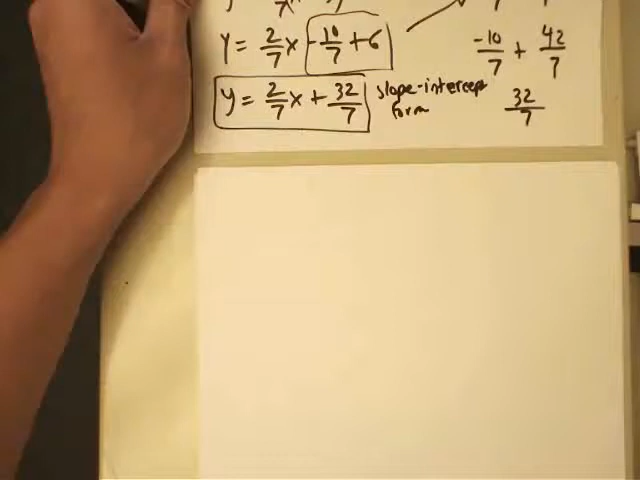 y = 2/7 x - 10/7 + 6
-10/7 + 42/7
y = 2/7 x + 32/7 slope-intercept form
32/7